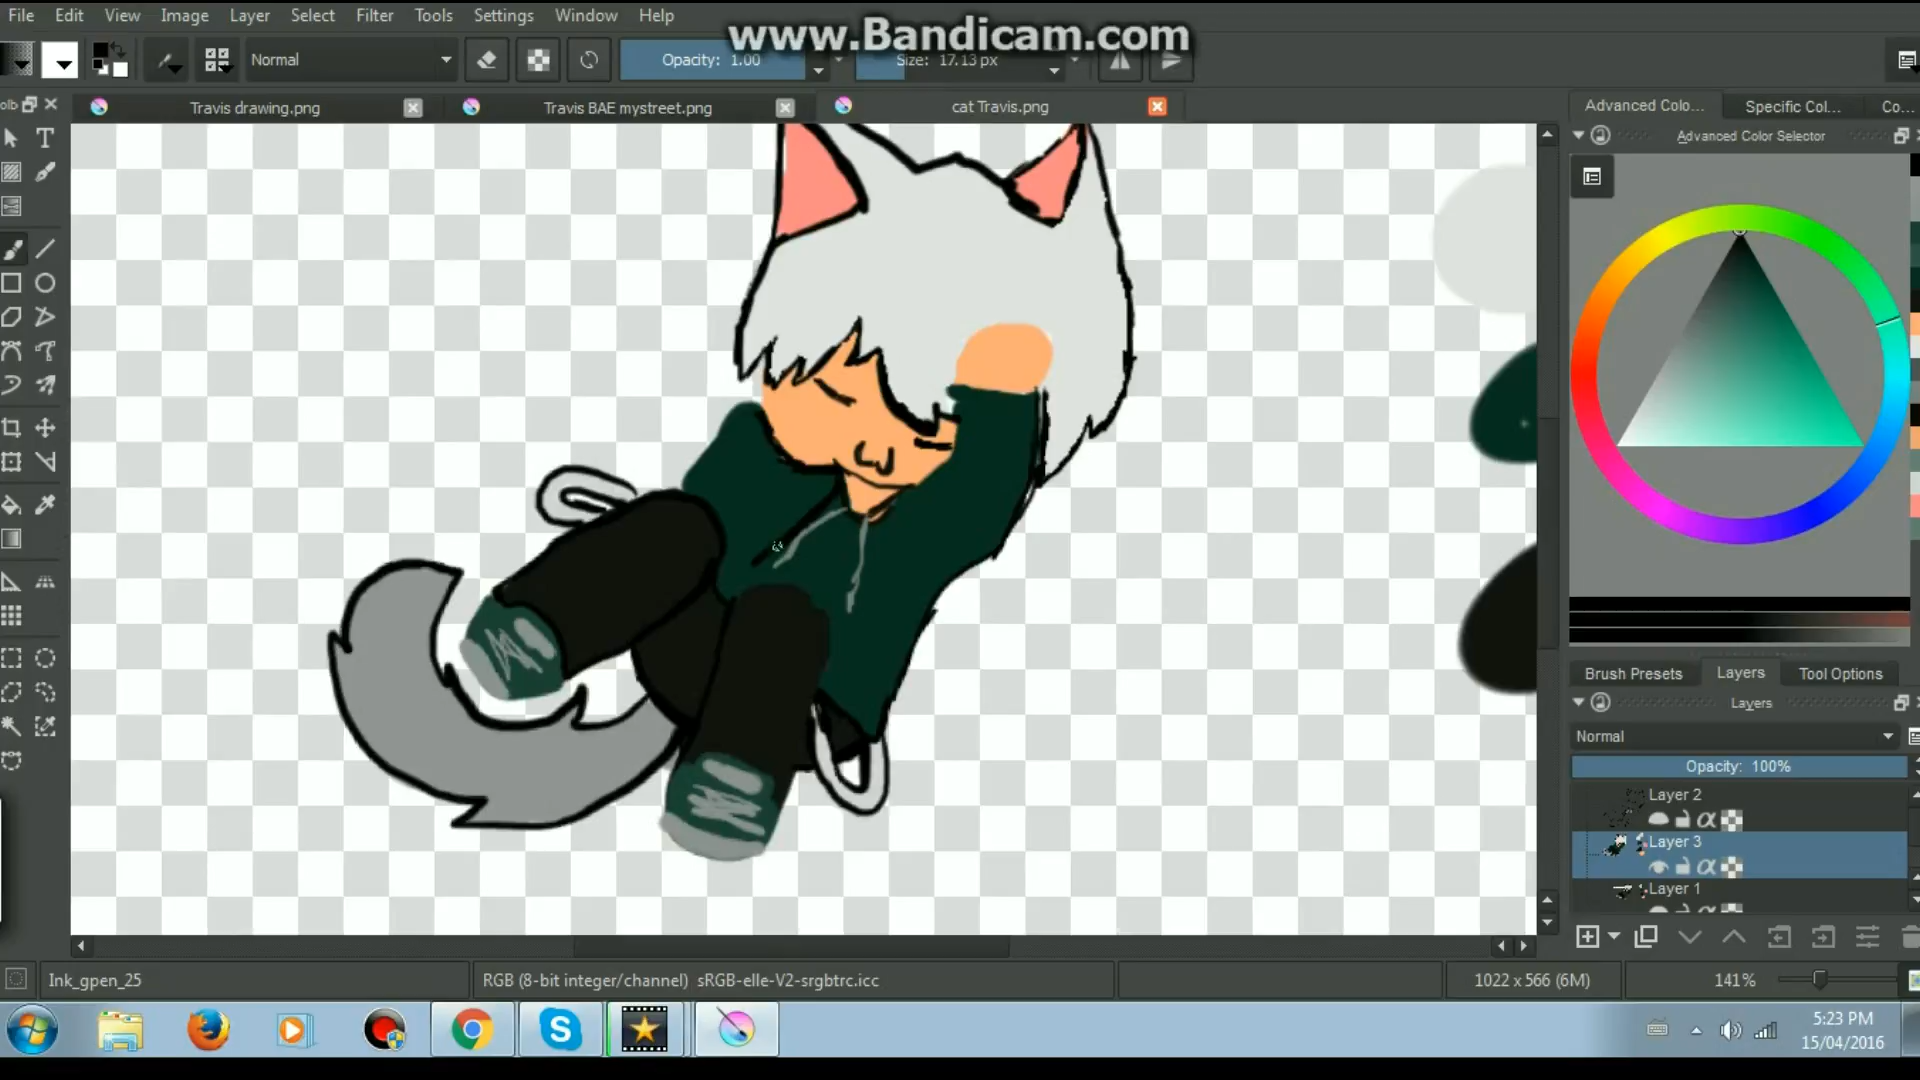 File Edit View Image Layer Select Filter Tools Settings Window Help
www.Bandicam.com
Normal Opacity: 1.00 Size: 17.13 px
Travis drawing.png Travis BAE mystreet.png cat Travis.png
Advanced Colo... Specific Col... Co...
Advanced Color Selector
Brush Presets Layers Tool Options
Layers
Normal
Opacity: 100%
Layer 2
Layer 3
Layer 1
Ink_gpen_25 RGB (8-bit integer/channel) sRGB-elle-V2-srgbtrc.icc 1022 x 566 (6M) 141%
5:23 PM
15/04/2016